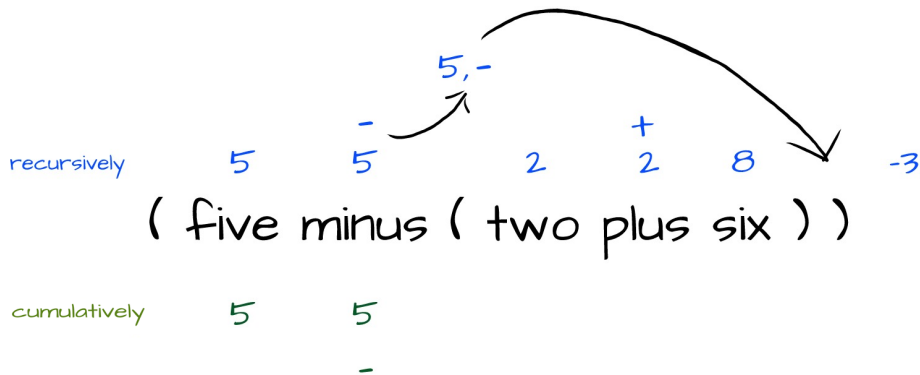 5,-
- +
recursively 5 5 2 2 8 -3
( five minus ( two plus six ) )
cumulatively 5 5
-